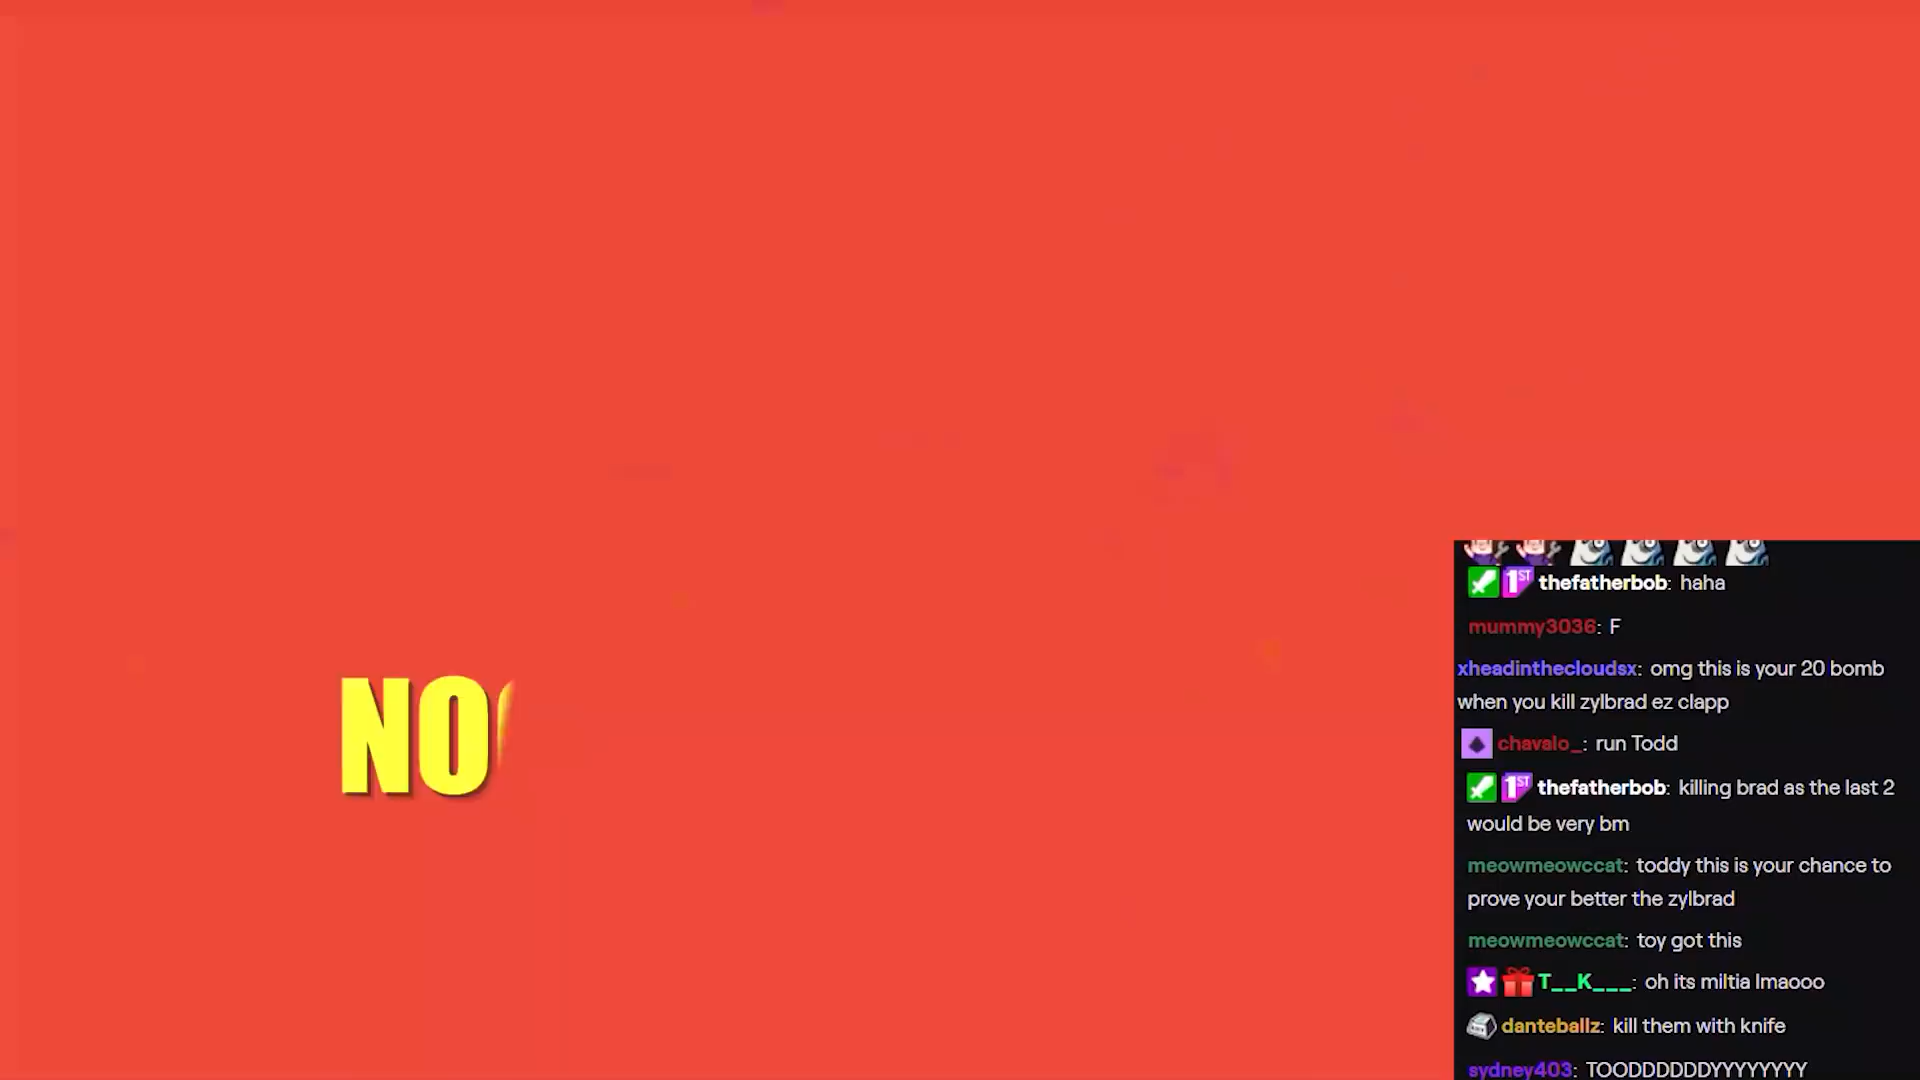 NO
1ST thefatherbob: haha
mummy3036: F
xheadinthecloudsx: omg this is your 20 bomb
when you kill zylbrad ez clapp
chavalo_: run Todd
1ST thefatherbob: killing brad as the last 2
would be very bm
meowmeowccat: toddy this is your chance to
prove your better the zylbrad
meowmeowccat: toy got this
T__K___: oh its miltia lmaooo
danteballz: kill them with knife
sydney403: TOODDDDDDYYYYYYYY